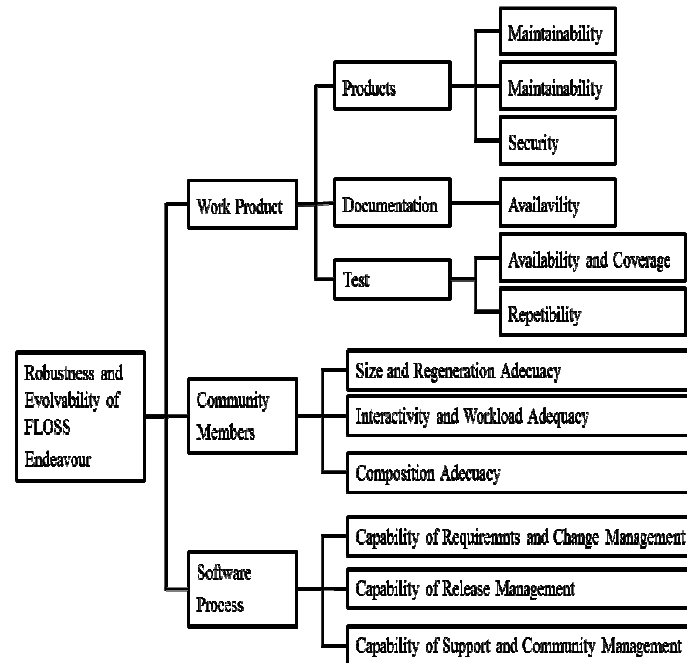 Robustness and
Evolvability of
FLOSS
Endeavour
Work Product
Products
Maintainability
Maintainability
Security
Documentation
Availavility
Test
Availability and Coverage
Repetibility
Community
Members
Size and Regeneration Adecuacy
Interactivity and Workload Adequacy
Composition Adecuacy
Software
Process
Capability of Requiremnts and Change Management
Capability of Release Management
Capability of Support and Community Management